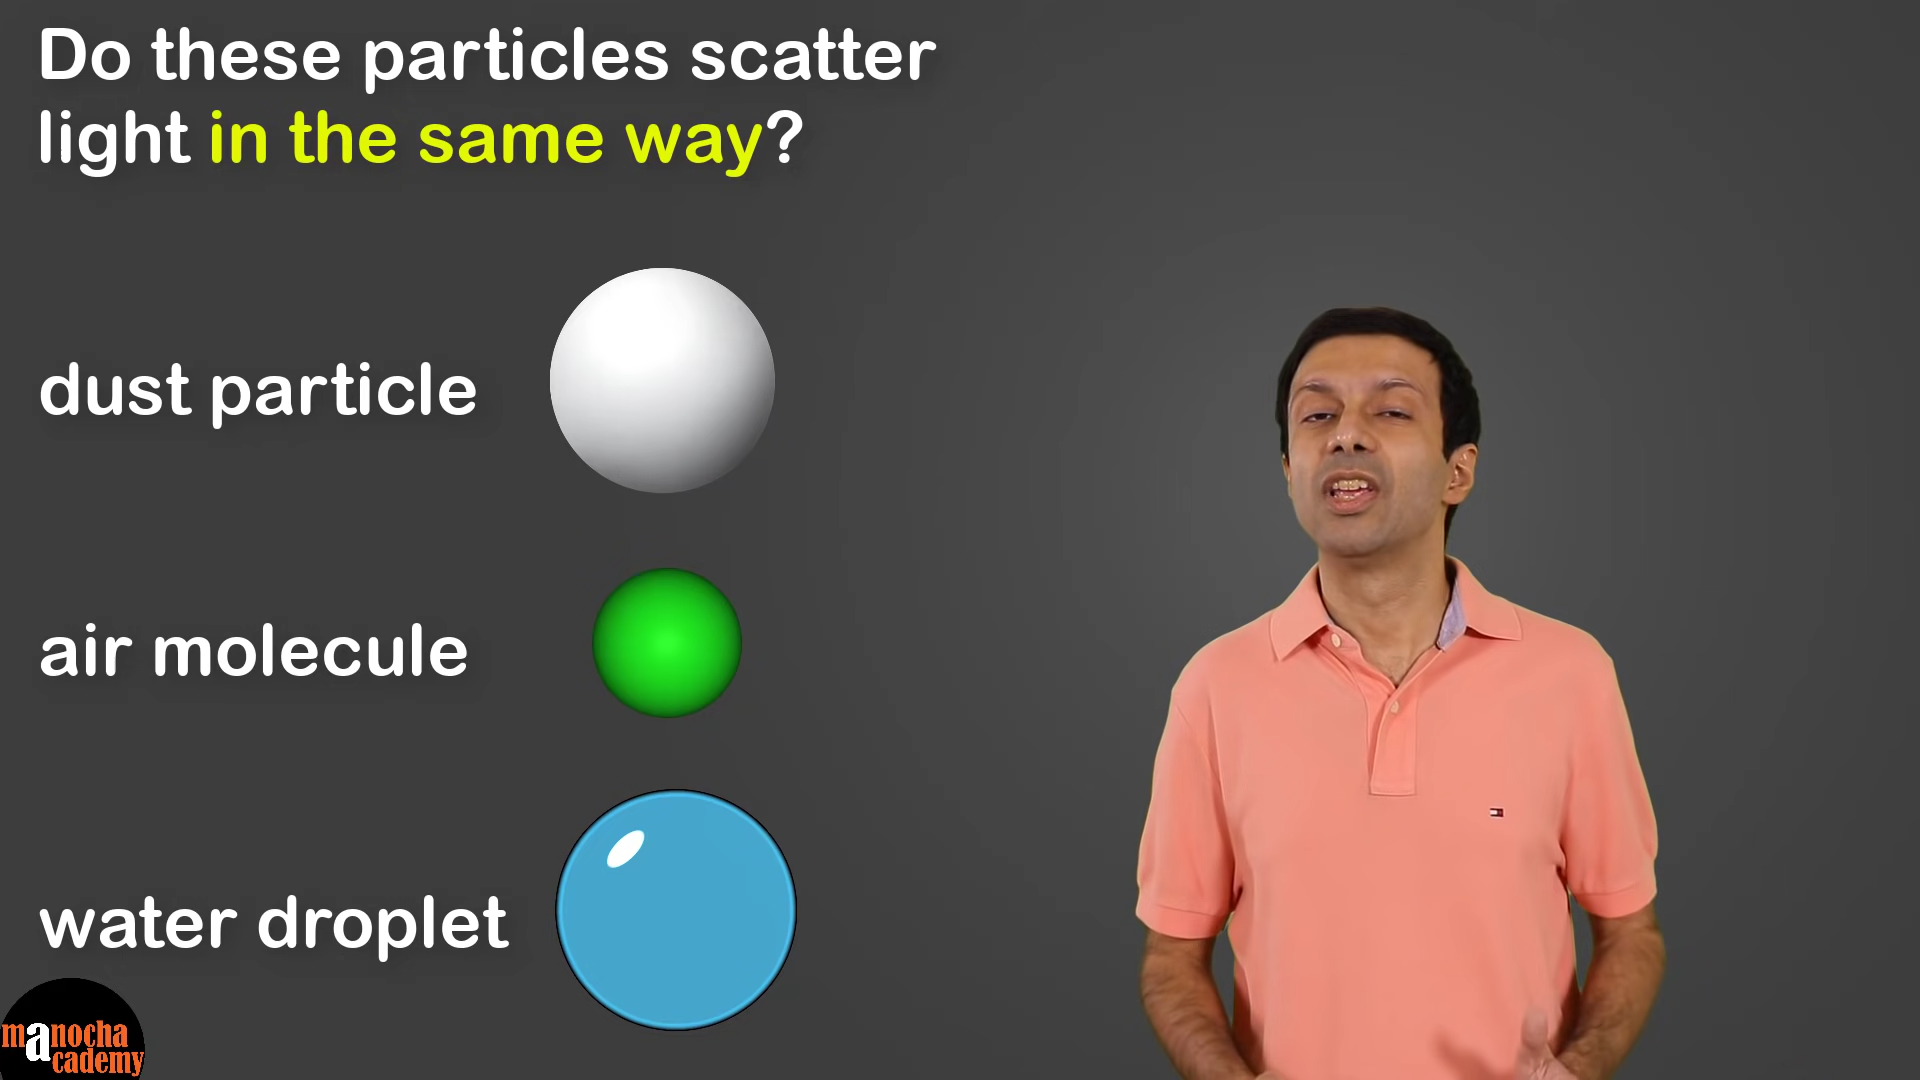 Do these particles scatter
light in the same way?
dust particle
air molecule
water droplet
manocha
academy